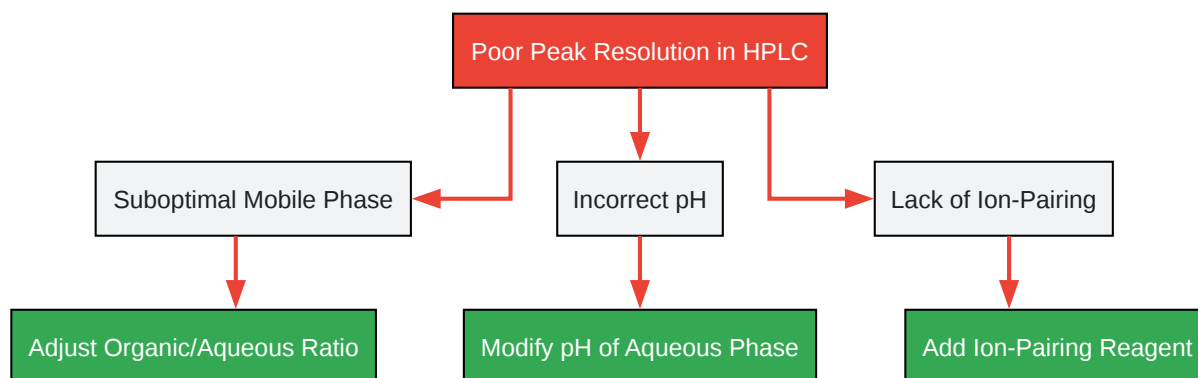 Poor Peak Resolution in HPLC
Suboptimal Mobile Phase
Incorrect pH
Lack of Ion-Pairing
Adjust Organic/Aqueous Ratio
Modify pH of Aqueous Phase
Add Ion-Pairing Reagent